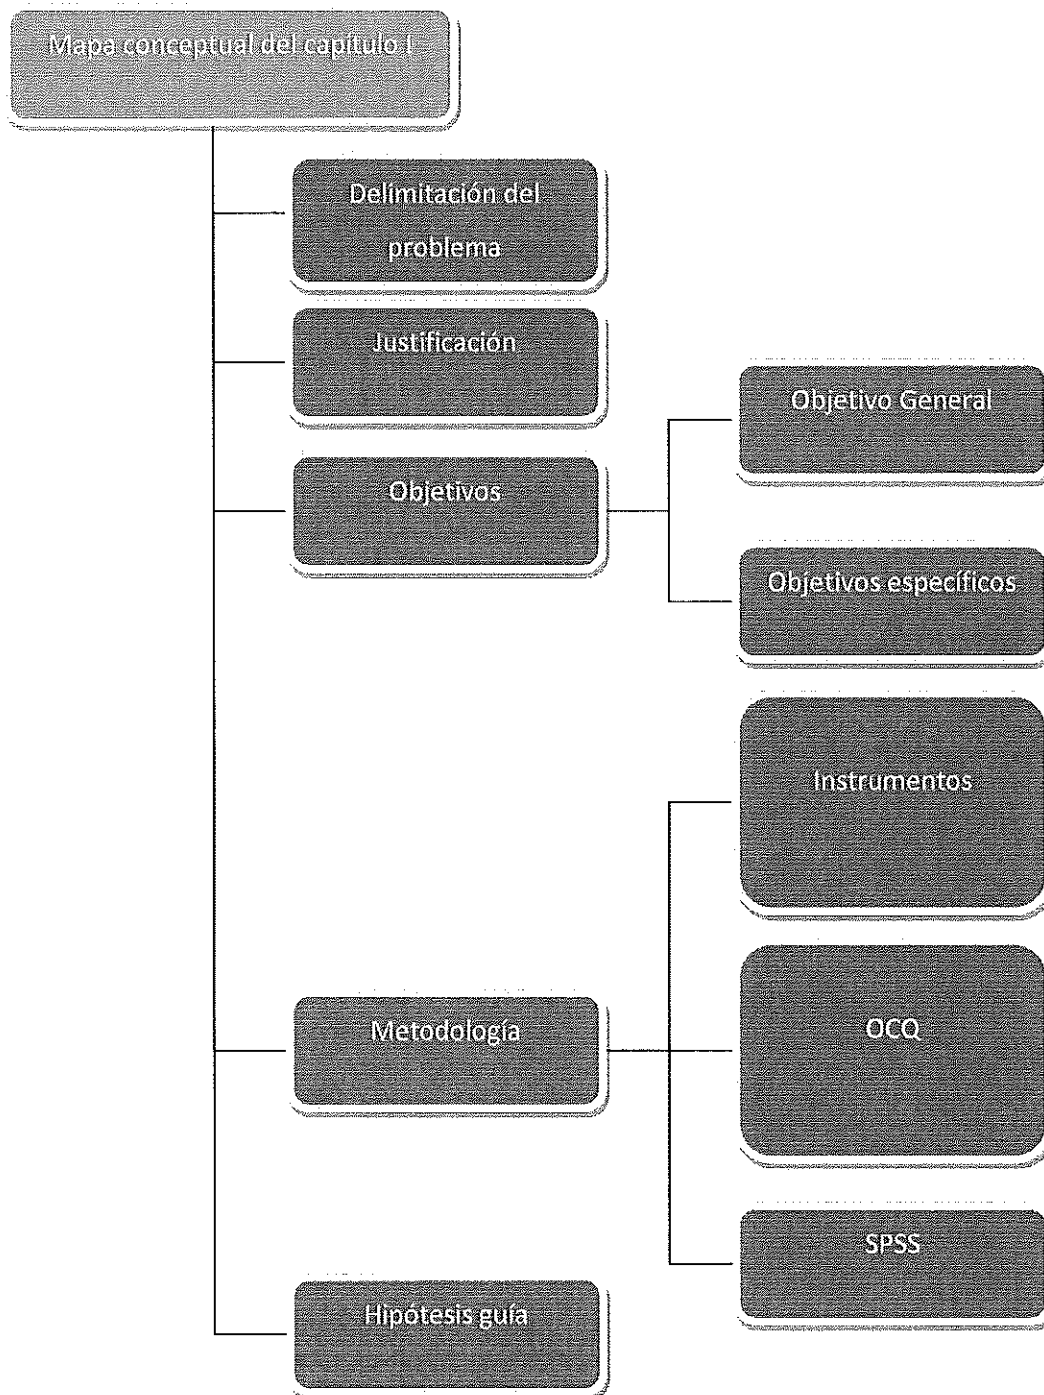 Mapa conceptual del capítulo I
Delimitación del
problema
Justificación
Objetivos
Objetivo General
Objetivos específicos
Metodología
Instrumentos
OCQ
SPSS
Hipótesis guía